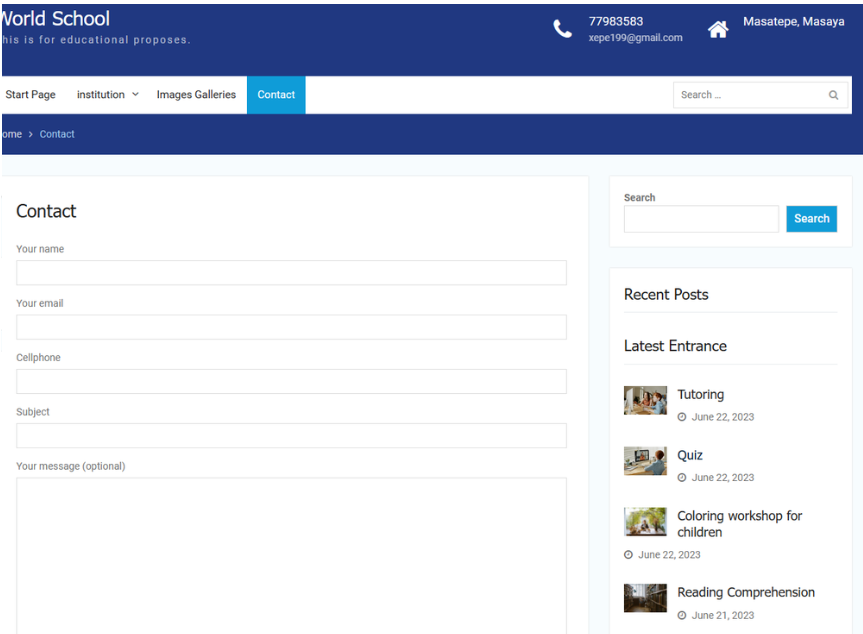 World School
his is for educational proposes.
77983583
xepe199@gmail.com
Masatepe, Masaya
Start Page institution Images Galleries Contact
Search ...
ome > Contact
Contact
Your name
Your email
Cellphone
Subject
Your message (optional)
Search
Search
Recent Posts
Latest Entrance
Tutoring
June 22, 2023
Quiz
June 22, 2023
Coloring workshop for
children
June 22, 2023
Reading Comprehension
June 21, 2023